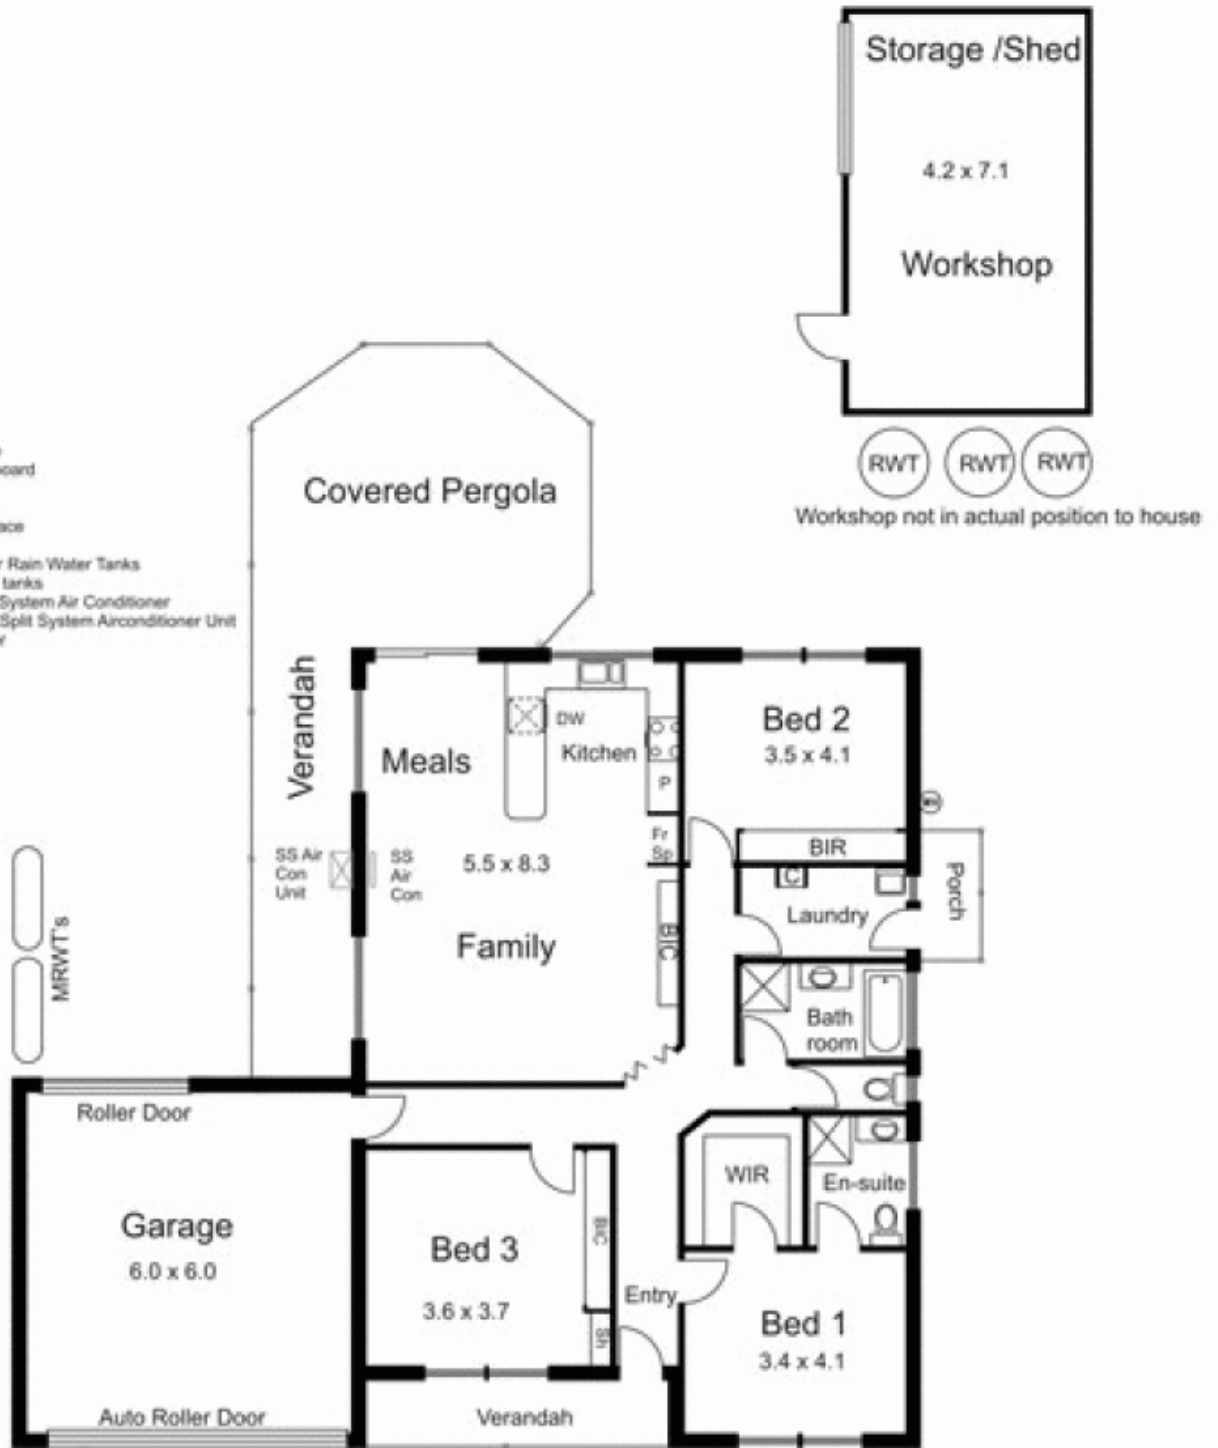 Storage /Shed
4.2 x 7.1
Workshop
RWT RWT RWT
Workshop not in actual position to house
Covered Pergola
Rain Water Tanks
tanks
System Air Conditioner
Split System Airconditioner Unit
Verandah
Meals
DW
Kitchen
P
Fr
Sp
Bed 2
3.5 x 4.1
BIR
SS Air
Con
Unit
SS
Air
Con
5.5 x 8.3
Family
BIC
C
Laundry
Porch
Bath
room
MRWT's
Roller Door
Garage
6.0 x 6.0
Auto Roller Door
Bed 3
3.6 x 3.7
BIC
Sh
Entry
WIR
En-suite
Bed 1
3.4 x 4.1
Verandah